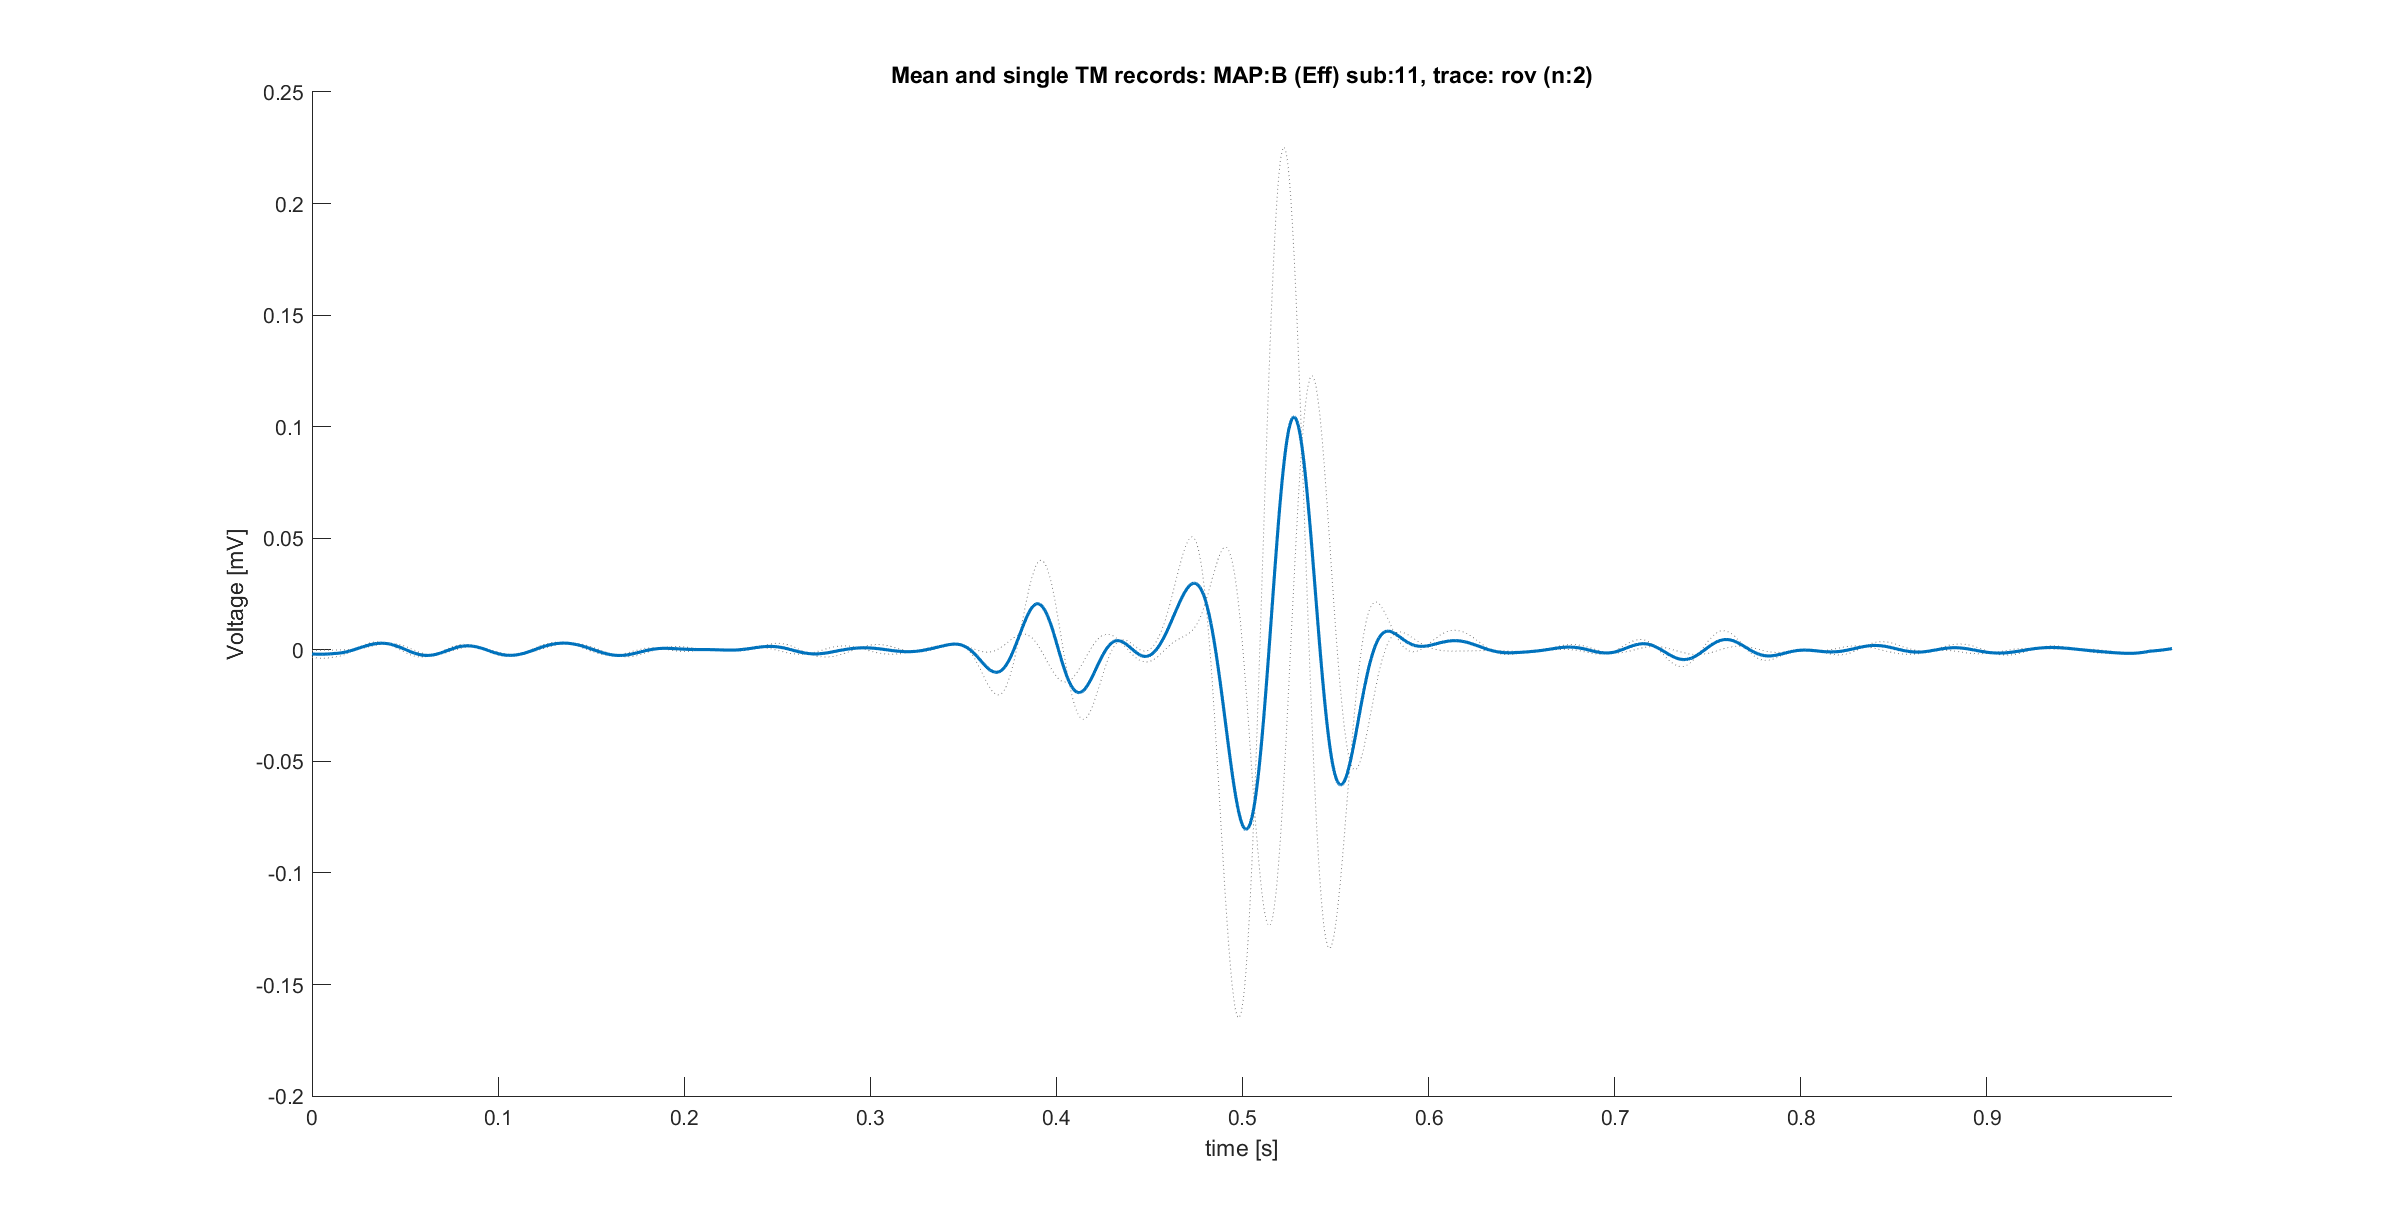 Mean and single TM records: MAP:B (Eff) sub:11, trace: rov (n:2)
0.25
0.2
0.15
0.1
0.05
0
-0.05
-0.1
-0.15
-0.2
Voltage [mV]
0 0.1 0.2 0.3 0.4 0.5 0.6 0.7 0.8 0.9
time [s]